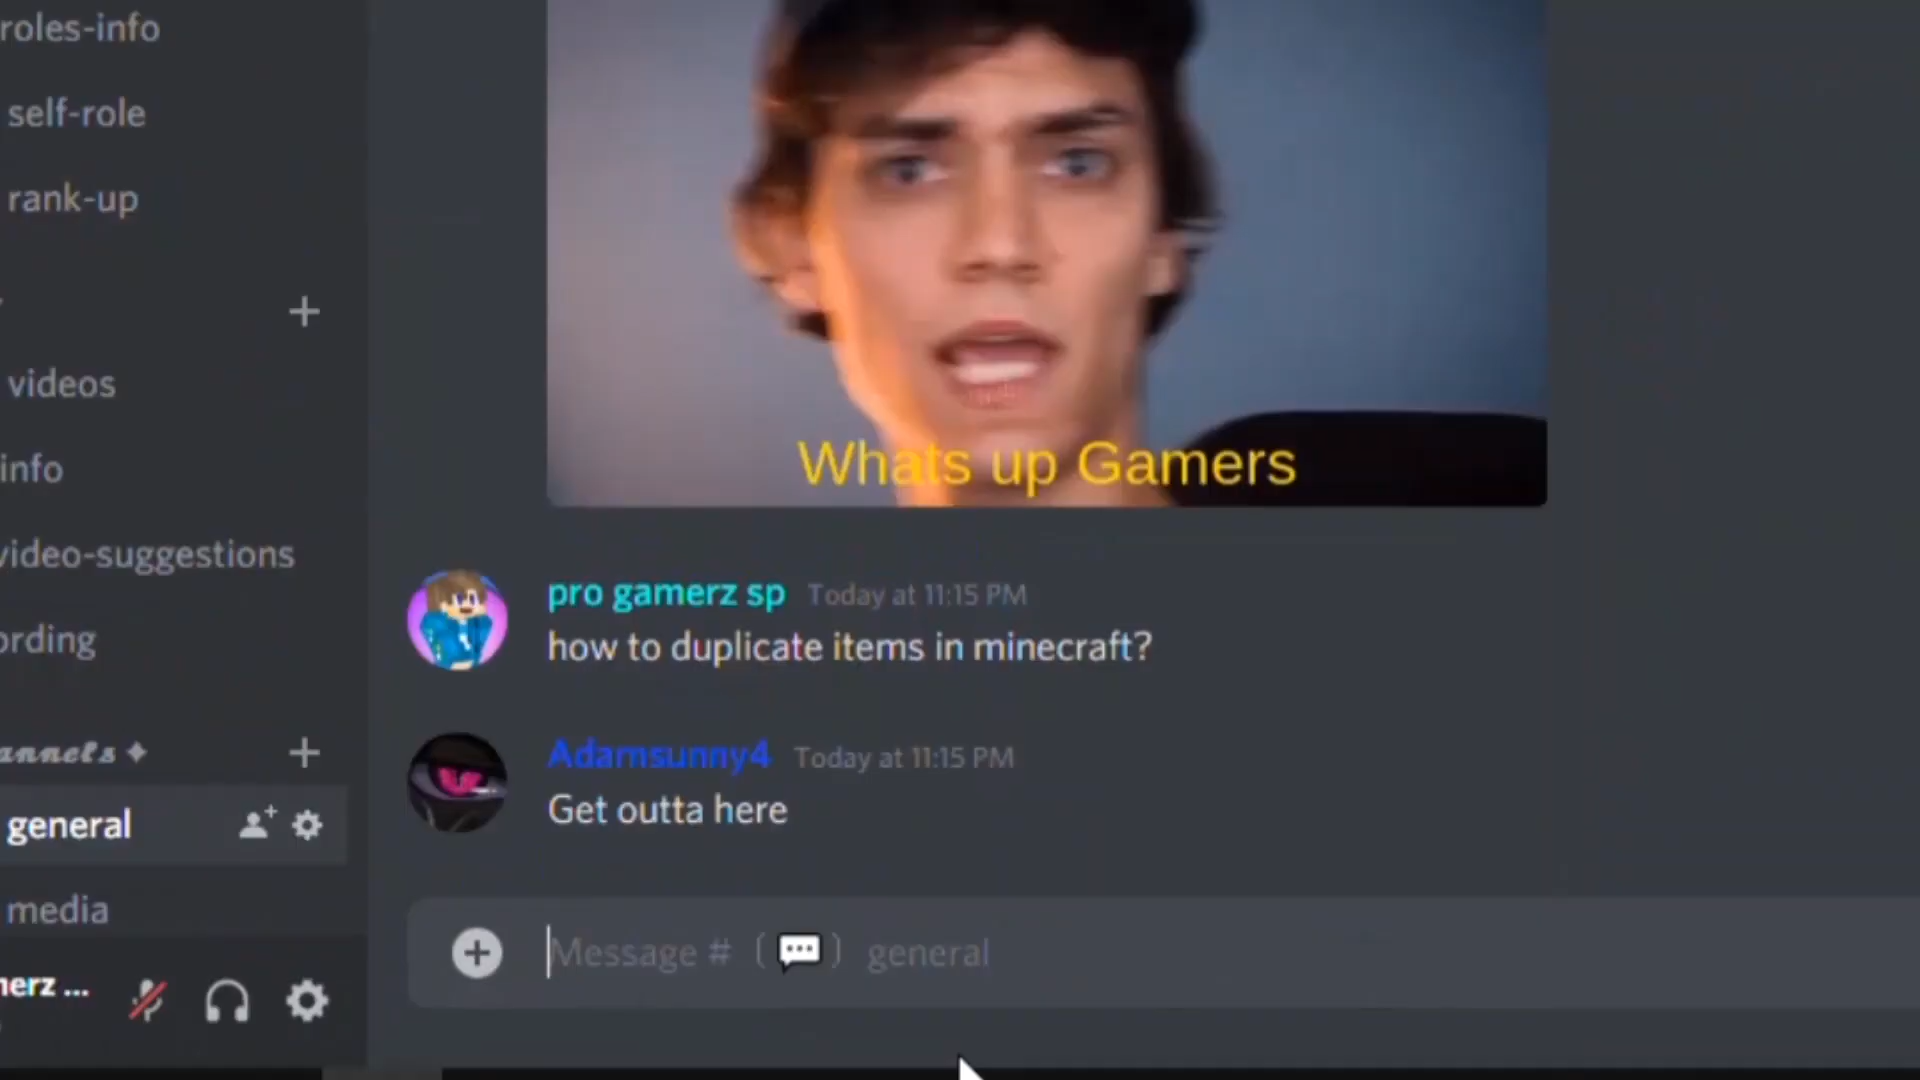 roles-info
self-role
rank-up
videos
info
video-suggestions
ording
annels
general
media
nerz ...
Whats up Gamers
pro gamerz sp Today at 11:15 PM
how to duplicate items in minecraft?
Adamsunny4 Today at 11:15 PM
Get outta here
Message # general